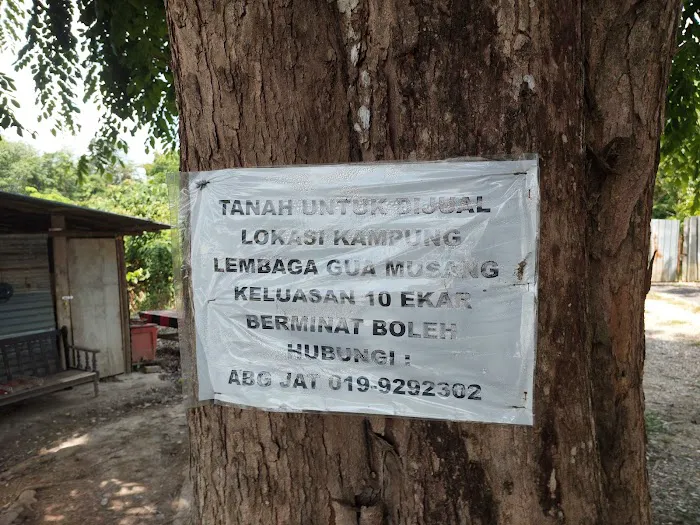 TANAH UNTUK DIJUAL
LOKASI KAMPUNG
LEMBAGA GUA MUSANG
KELUASAN 10 EKAR
BERMINAT BOLEH
HUBUNGI :
ABG JAT 019-9292302